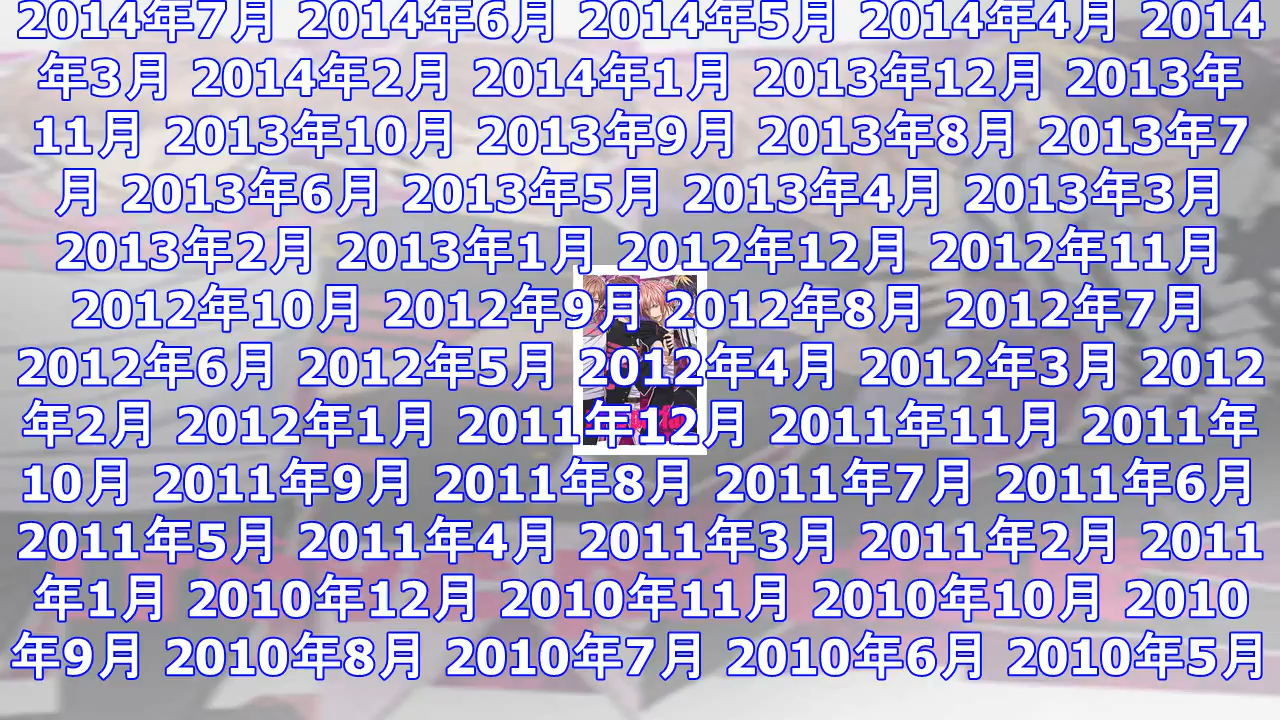 2014年7月 2014年6月 2014年5月 2014年4月 2014
年3月 2014年2月 2014年1月 2013年12月 2013年
11月 2013年10月 2013年9月 2013年8月 2013年7
月 2013年6月 2013年5月 2013年4月 2013年3月
2013年2月 2013年1月 2012年12月 2012年11月
2012年10月 2012年9月 2012年8月 2012年7月
2012年6月 2012年5月 2012年4月 2012年3月 2012
年2月 2012年1月 2011年12月 2011年11月 2011年
10月 2011年9月 2011年8月 2011年7月 2011年6月
2011年5月 2011年4月 2011年3月 2011年2月 2011
年1月 2010年12月 2010年11月 2010年10月 2010
年9月 2010年8月 2010年7月 2010年6月 2010年5月